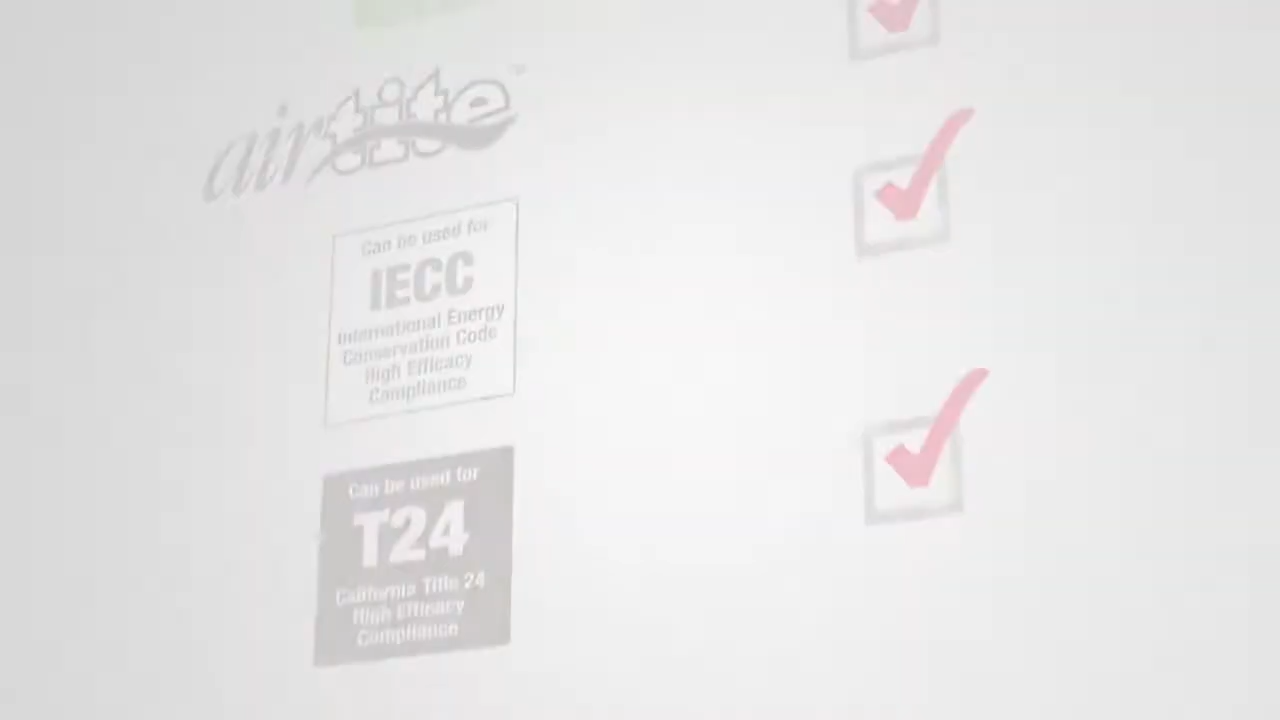 airtite™
Can be used for
IECC
International Energy
Conservation Code
High Efficacy
Compliance
Can be used for
T24
California Title 24
High Efficacy
Compliance